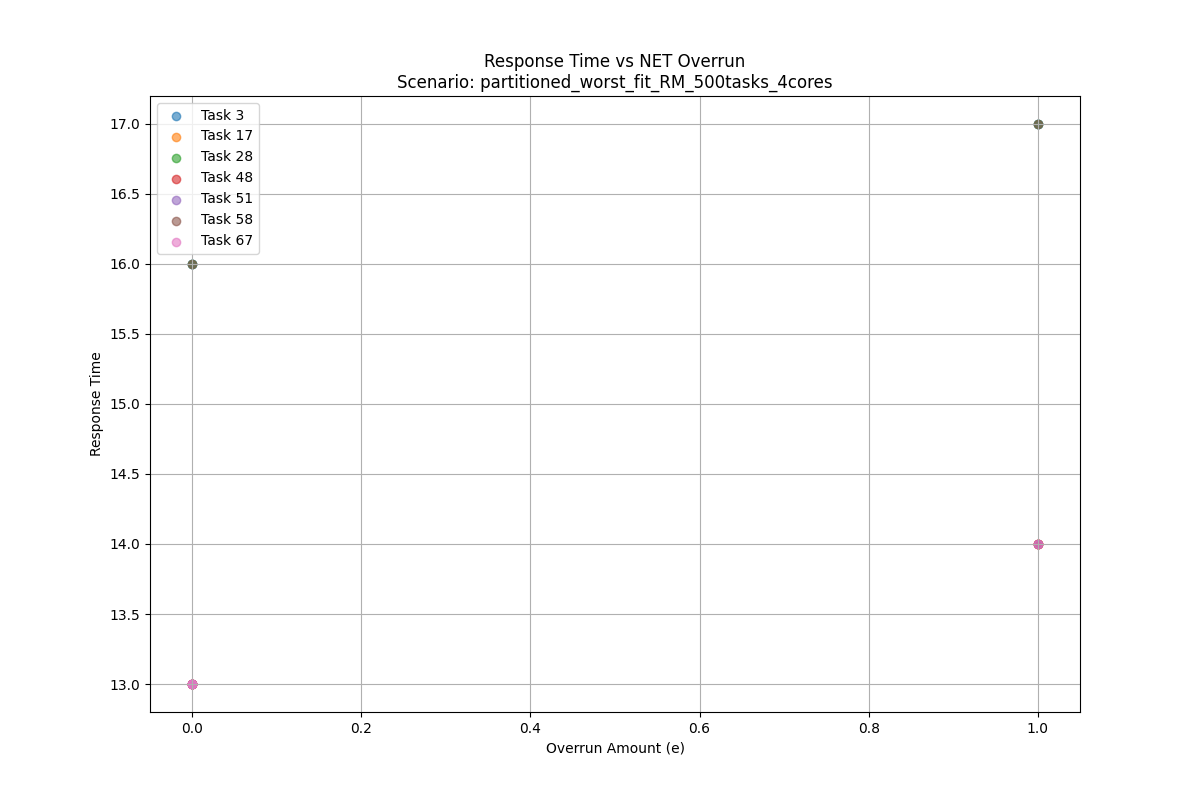 Response Time vs NET Overrun
Scenario: partitioned_worst_fit_RM_500tasks_4cores
Task 3
Task 17
Task 28
Task 48
Task 51
Task 58
Task 67
17.0
16.5
16.0
15.5
15.0
14.5
14.0
13.5
13.0
Response Time
0.0 0.2 0.4 0.6 0.8 1.0
Overrun Amount (e)